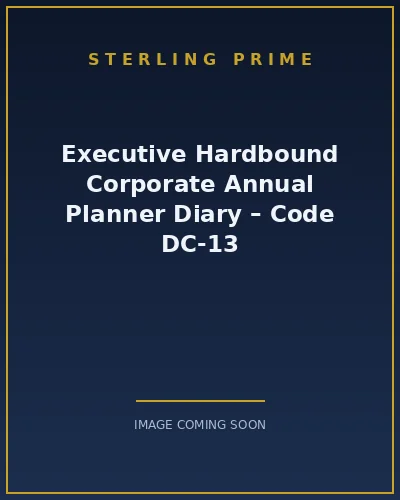 STERLING PRIME
Executive Hardbound
Corporate Annual
Planner Diary – Code
DC-13
IMAGE COMING SOON